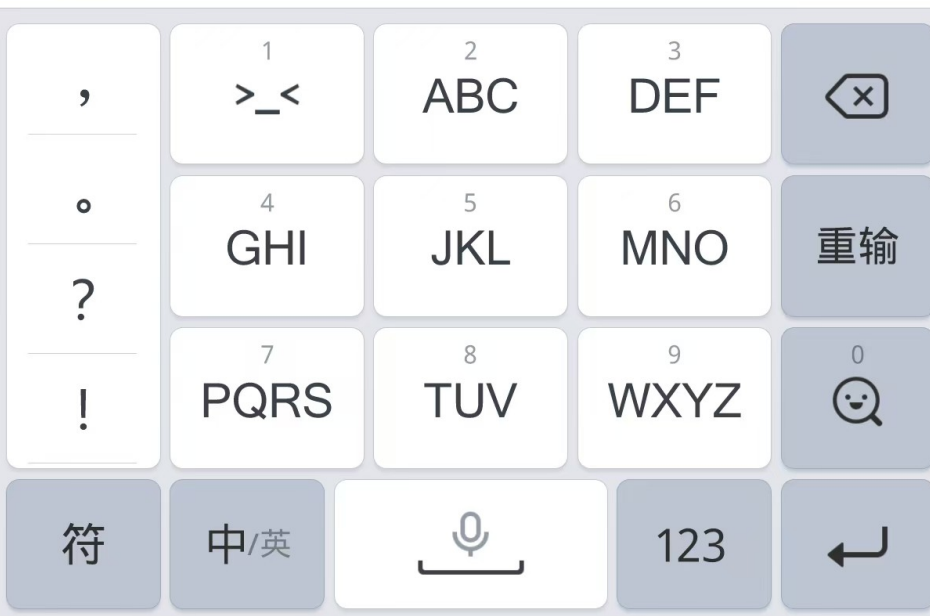 ,
1 2 3
>_< ABC DEF
。
4 5 6
GHI JKL MNO 重输
?
7 8 9 0
PQRS TUV WXYZ
!
符 中/英 123